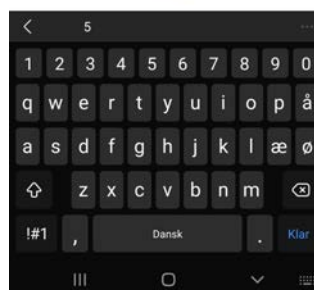 5
1 2 3 4 5 6 7 8 9 0
q w e r t y u i o p å
a s d f g h j k l æ ø
z x c v b n m
!#1 , Dansk . Klar